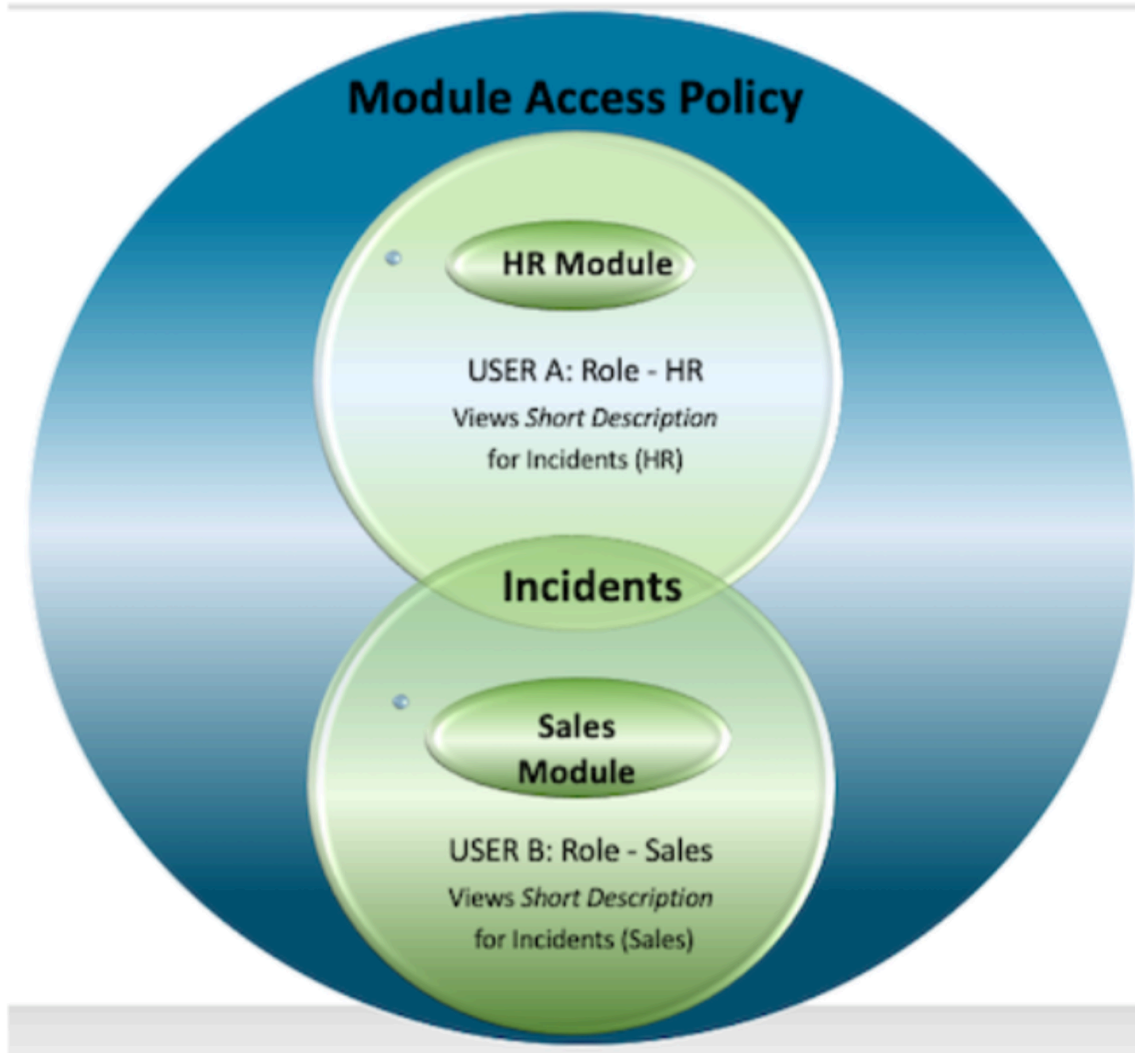 Module Access Policy
HR Module
USER A: Role - HR
Views Short Description
for Incidents (HR)
Incidents
Sales
Module
USER B: Role - Sales
Views Short Description
for Incidents (Sales)